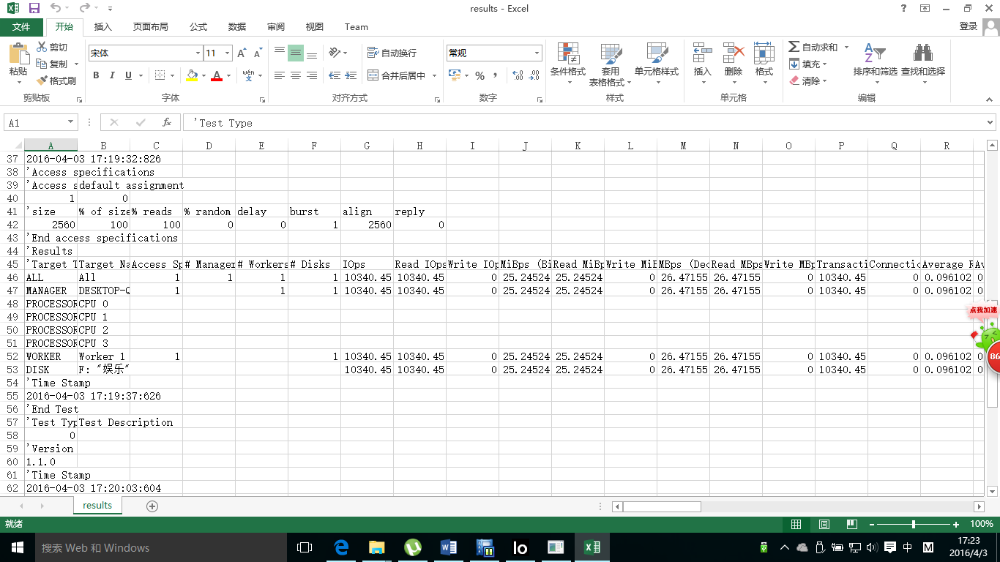 results - Excel
文件 开始 插入 页面布局 公式 数据 审阅 视图 Team 登录
粘贴 剪切 复制 格式刷
宋体 11
B I U wén 文
自动换行
合并后居中
常规
% , .0 .00
条件格式 套用 表格格式 单元格样式
插入 删除 格式
自动求和 填充 清除
排序和筛选 查找和选择
剪贴板 字体 对齐方式 数字 样式 单元格 编辑
A1 fx 'Test Type
A B C D E F G H I J K L M N O P Q R
37 2016-04-03 17:19:32:826
38 'Access specifications
39 'Access s default assignment
40 1 0
41 'size % of size % reads % random delay burst align reply
42 2560 100 100 0 0 1 2560 0
43 'End access specifications
44 'Results
45 'Target T Target Na Access Sp # Manager # Workers # Disks IOps Read IOps Write IOp MiBps (Bi Read MiBp Write MiB MBps (Dec Read MBps Write MBp Transacti Connectio Average R Av
46 ALL All 1 1 1 1 10340.45 10340.45 0 25.24524 25.24524 0 26.47155 26.47155 0 10340.45 0 0.096102 0
47 MANAGER DESKTOP-Q 1 1 1 10340.45 10340.45 0 25.24524 25.24524 0 26.47155 26.47155 0 10340.45 0 0.096102 0
48 PROCESSOR CPU 0
49 PROCESSOR CPU 1
50 PROCESSOR CPU 2
51 PROCESSOR CPU 3
52 WORKER Worker 1 1 1 10340.45 10340.45 0 25.24524 25.24524 0 26.47155 26.47155 0 10340.45 0 0.096102 0
53 DISK F: "娱乐" 10340.45 10340.45 0 25.24524 25.24524 0 26.47155 26.47155 0 10340.45 0 0.096102 0
54 'Time Stamp
55 2016-04-03 17:19:37:626
56 'End Test
57 'Test Typ Test Description
58 0
59 'Version
60 1.1.0
61 'Time Stamp
62 2016-04-03 17:20:03:604
点我加速
86
results
就绪 100%
搜索 Web 和 Windows
Io
中 M
17:23
2016/4/3